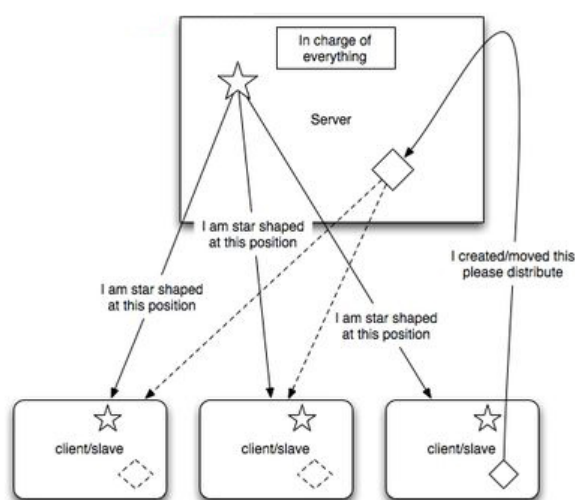 In charge of
everything
Server
I am star shaped
at this position
I created/moved this
please distribute
I am star shaped
at this position
I am star shaped
at this position
client/slave
client/slave
client/slave